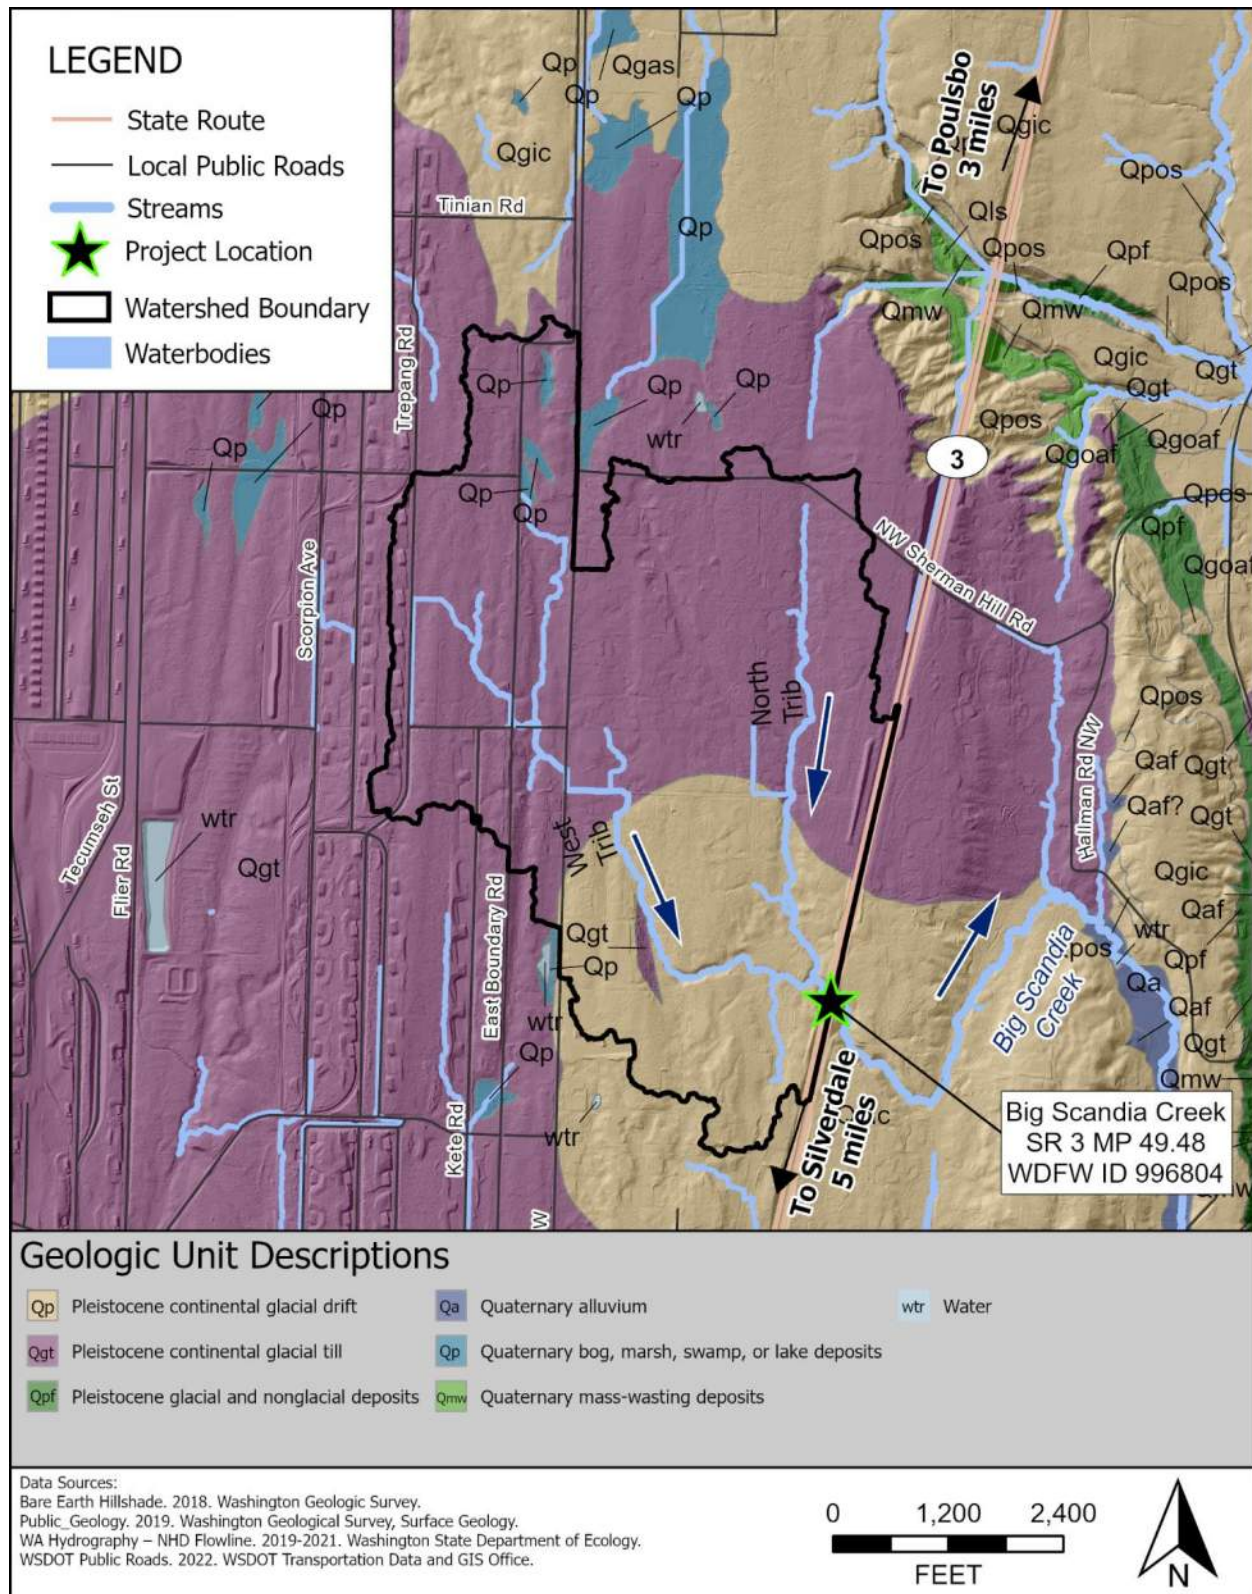 LEGEND
State Route
Local Public Roads
Streams
Project Location
Watershed Boundary
Waterbodies
Qp
Qgas
Qp
Qp
Qgic
Tinian Rd
Qp
To Poulsbo
3 miles
Qgic
Qpos
Qls
Qpos
Qpos
Qpf
Qpos
Qmw
Qmw
Qgic
Qgt
Qgt
Trepang Rd
Qp
Qp
Qp
wtr
Qpos
Qgoaf
Qgoaf
3
Qp
Qp
Qp
Qp
Qpos
Qpf
Qgoaf
NW Sherman Hill Rd
Scorpion Ave
North
Trib
Hallman Rd NW
Qpos
Qaf
Qgt
Qaf?
Qgt
Tecumseh St
Flier Rd
wtr
Qgt
West
Trib
East Boundary Rd
Qgic
Qaf
Qgt
Qp
wtr
Qp
Kete Rd
wtr
W
Big Scandia
Creek
pos
wtr
Qpf
Qa
Qaf
Qgt
Qmw
To Silverdale
5 miles
Big Scandia Creek
SR 3 MP 49.48
WDFW ID 996804
Geologic Unit Descriptions
Qp Pleistocene continental glacial drift
Qa Quaternary alluvium
wtr Water
Qgt Pleistocene continental glacial till
Qp Quaternary bog, marsh, swamp, or lake deposits
Qpf Pleistocene glacial and nonglacial deposits
Qmw Quaternary mass-wasting deposits
Data Sources:
Bare Earth Hillshade. 2018. Washington Geologic Survey.
Public_Geology. 2019. Washington Geological Survey, Surface Geology.
WA Hydrography – NHD Flowline. 2019-2021. Washington State Department of Ecology.
WSDOT Public Roads. 2022. WSDOT Transportation Data and GIS Office.
0 1,200 2,400
FEET
N